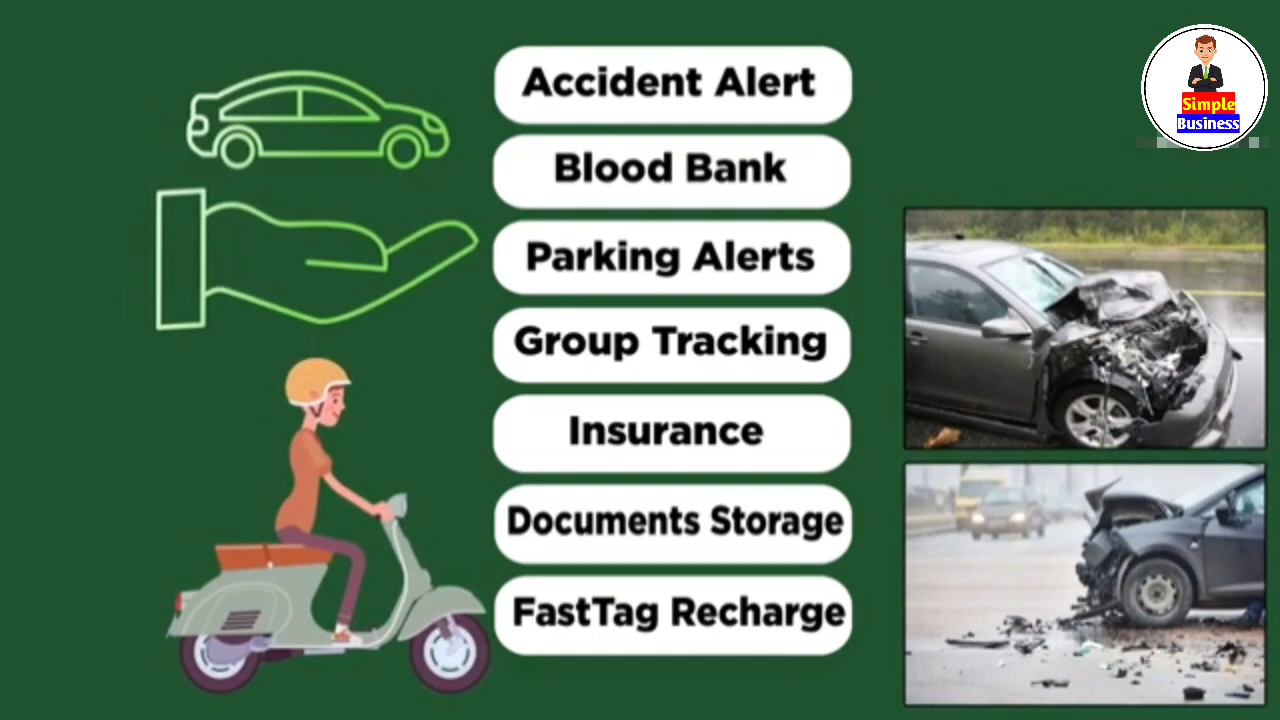 Accident Alert
Blood Bank
Parking Alerts
Group Tracking
Insurance
Documents Storage
FastTag Recharge
Simple
Business